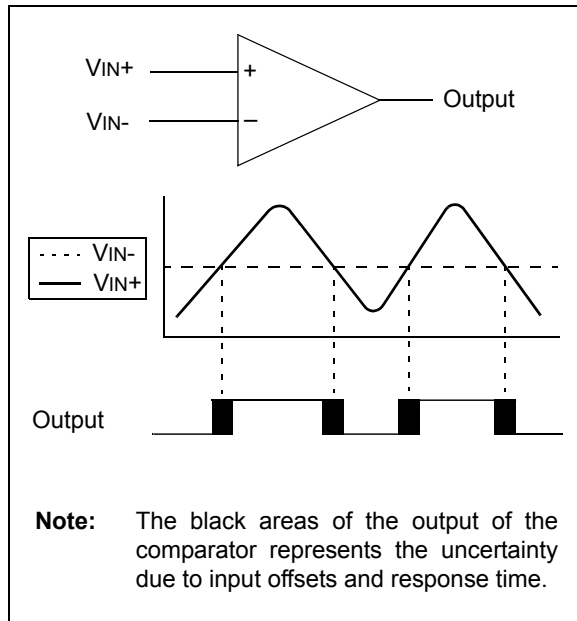 VIN+
+
Output
VIN-
–
VIN-
VIN+
Output
Note: The black areas of the output of the
comparator represents the uncertainty
due to input offsets and response time.